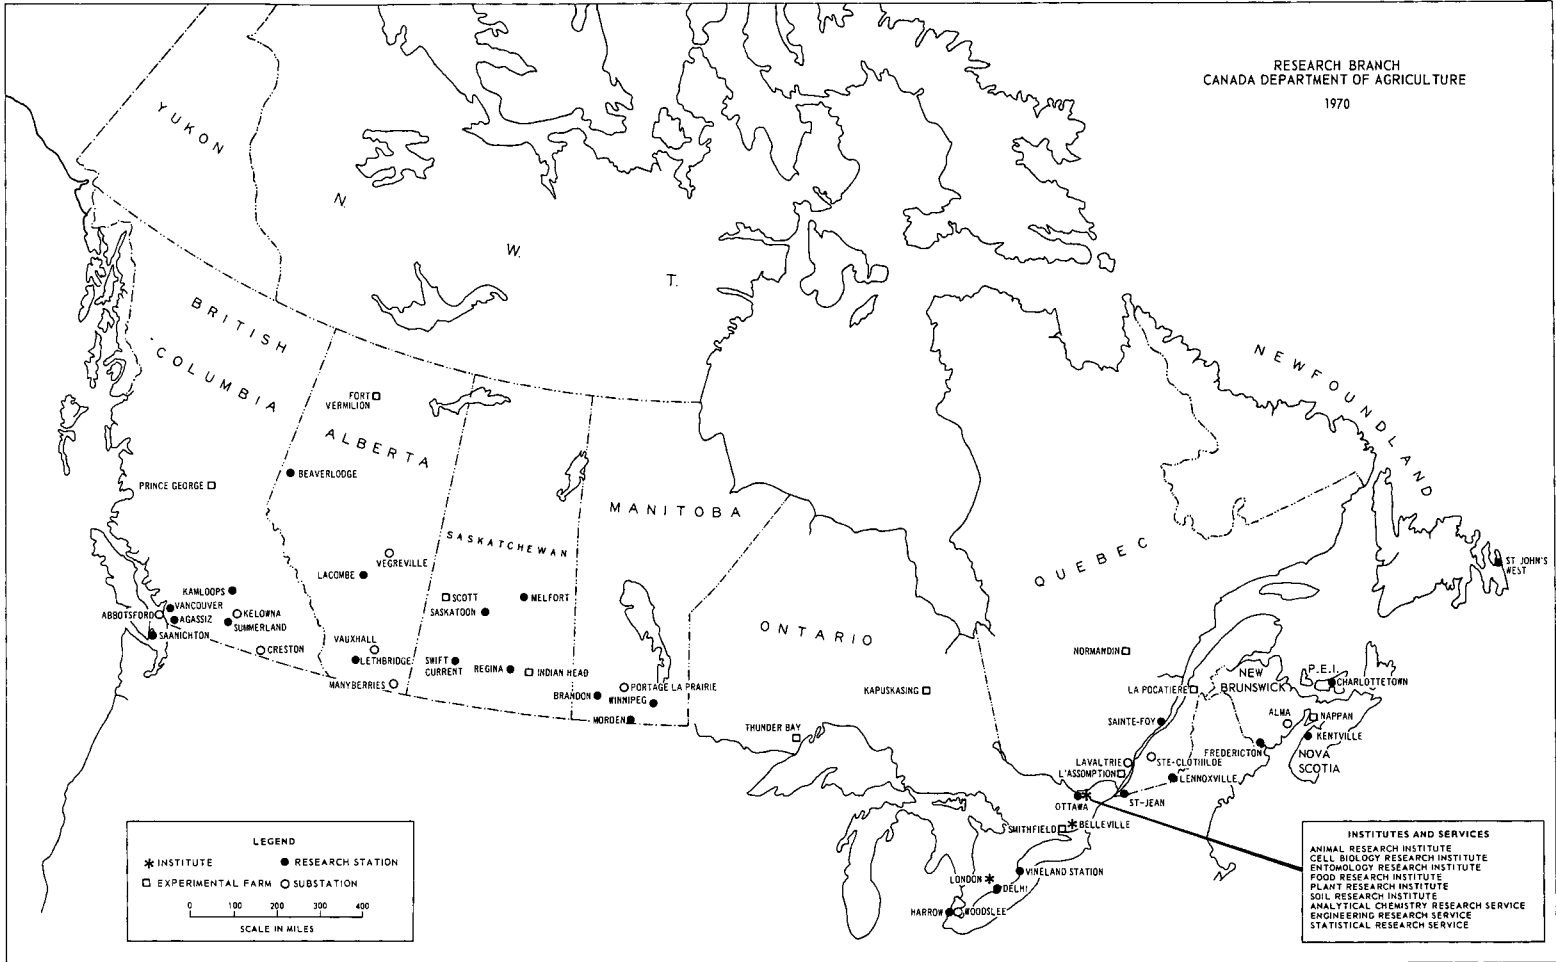 RESEARCH BRANCH
CANADA DEPARTMENT OF AGRICULTURE
1970
YUKON
N. W. T.
BRITISH
COLUMBIA
ALBERTA
SASKATCHEWAN
MANITOBA
ONTARIO
QUEBEC
NEWFOUNDLAND
FORT
VERMILION
BEAVERLODGE
PRINCE GEORGE
VEGREVILLE
LACOMBE
KAMLOOPS
VANCOUVER
ABBOTSFORD
AGASSIZ
KELOWNA
SUMMERLAND
SAANICHTON
CRESTON
VAUXHALL
LETHBRIDGE
MANYBERRIES
SCOTT
SASKATOON
MELFORT
SWIFT
CURRENT
REGINA
INDIAN HEAD
BRANDON
PORTAGE LA PRAIRIE
WINNIPEG
MORDEN
THUNDER BAY
KAPUSKASING
NORMANDIN
LA POCATIERE
SAINTE-FOY
LAVALTRIE
L'ASSOMPTION
STE-CLOTHILDE
LENNOXVILLE
ST-JEAN
OTTAWA
SMITHFIELD
BELLEVILLE
VINELAND STATION
LONDON
DELHI
HARROW
WOODSLEE
NEW
BRUNSWICK
P.E.I.
CHARLOTTETOWN
ALMA
NAPPAN
KENTVILLE
FREDERICTON
NOVA
SCOTIA
ST JOHN'S
WEST
LEGEND
INSTITUTE
RESEARCH STATION
EXPERIMENTAL FARM
SUBSTATION
0 100 200 300 400
SCALE IN MILES
INSTITUTES AND SERVICES
ANIMAL RESEARCH INSTITUTE
CELL BIOLOGY RESEARCH INSTITUTE
ENTOMOLOGY RESEARCH INSTITUTE
FOOD RESEARCH INSTITUTE
PLANT RESEARCH INSTITUTE
SOIL RESEARCH INSTITUTE
ANALYTICAL CHEMISTRY RESEARCH SERVICE
ENGINEERING RESEARCH SERVICE
STATISTICAL RESEARCH SERVICE